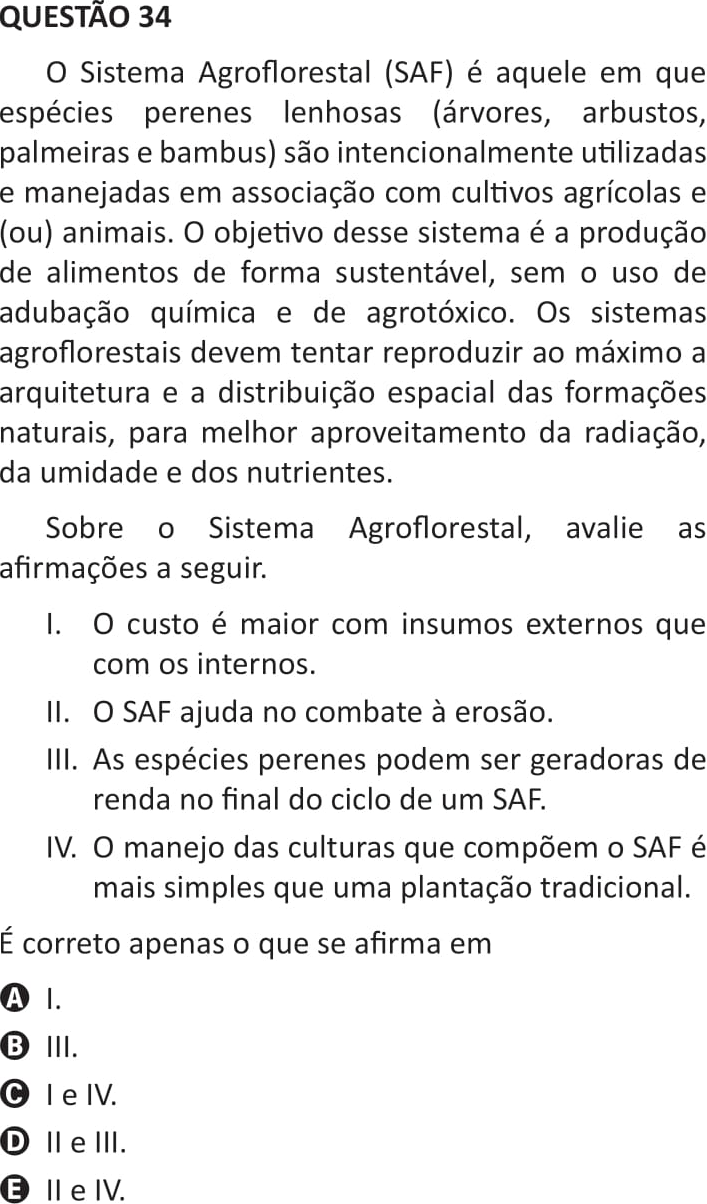 QUESTÃO 34
O Sistema Agroflorestal (SAF) é aquele em que
espécies perenes lenhosas (árvores, arbustos,
palmeiras e bambus) são intencionalmente utilizadas
e manejadas em associação com cultivos agrícolas e
(ou) animais. O objetivo desse sistema é a produção
de alimentos de forma sustentável, sem o uso de
adubação química e de agrotóxico. Os sistemas
agroflorestais devem tentar reproduzir ao máximo a
arquitetura e a distribuição espacial das formações
naturais, para melhor aproveitamento da radiação,
da umidade e dos nutrientes.
Sobre o Sistema Agroflorestal, avalie as
afirmações a seguir.
I. O custo é maior com insumos externos que
com os internos.
II. O SAF ajuda no combate à erosão.
III. As espécies perenes podem ser geradoras de
renda no final do ciclo de um SAF.
IV. O manejo das culturas que compõem o SAF é
mais simples que uma plantação tradicional.
É correto apenas o que se afirma em
A I.
B III.
C I e IV.
D II e III.
E II e IV.